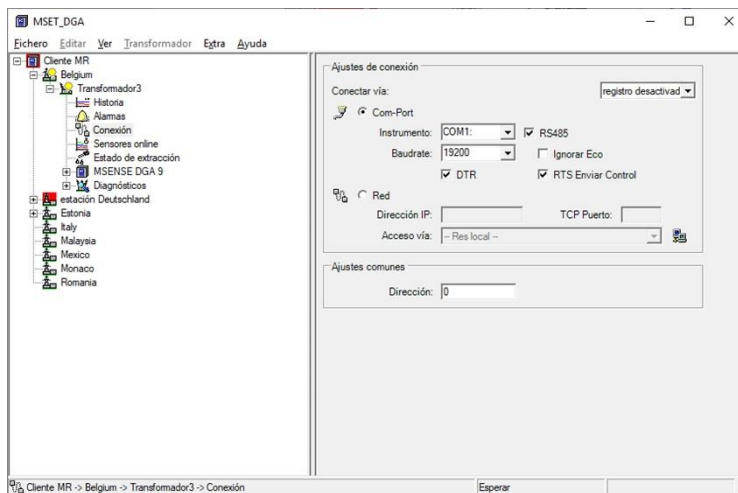 MSET_DGA
Fichero Editar Ver Transformador Extra Ayuda
Cliente MR
Belgium
Transformador3
Historia
Alarmas
Conexión
Sensores online
Estado de extracción
MSENSE DGA 9
Diagnósticos
estación Deutschland
Estonia
Italy
Malaysia
Mexico
Monaco
Romania
Ajustes de conexión
Conectar vía: registro desactivad
Com-Port
Instrumento: COM1: RS485
Baudrate: 19200 Ignorar Eco
DTR RTS Enviar Control
Red
Dirección IP: TCP Puerto:
Acceso vía: -- Res local --
Ajustes comunes
Dirección: 0
Cliente MR -> Belgium -> Transformador3 -> Conexión Esperar